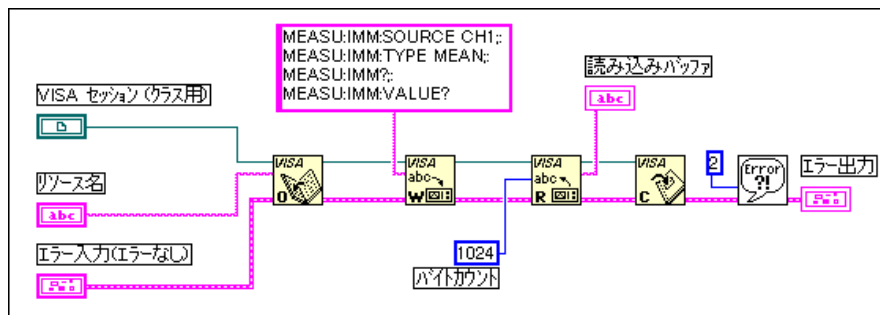 MEASU:IMM:SOURCE CH1;:
MEASU:IMM:TYPE MEAN;:
MEASU:IMM?;:
MEASU:IMM:VALUE?
読み込みバッファ
abc
VISA セッション (クラス用)
リソース名
abc
エラー入力(エラーなし)
VISA
O
VISA
abc
W
VISA
abc
R
VISA
C
2
Error
?!
エラー出力
1024
バイトカウント